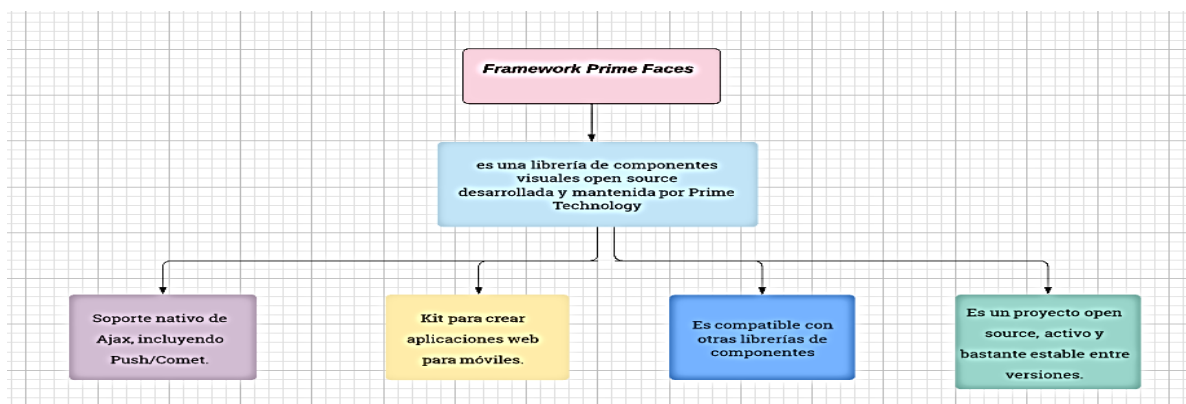 Framework Prime Faces
es una librería de componentes
visuales open source
desarrollada y mantenida por Prime
Technology
Soporte nativo de
Ajax, incluyendo
Push/Comet.
Kit para crear
aplicaciones web
para móviles.
Es compatible con
otras librerías de
componentes
Es un proyecto open
source, activo y
bastante estable entre
versiones.